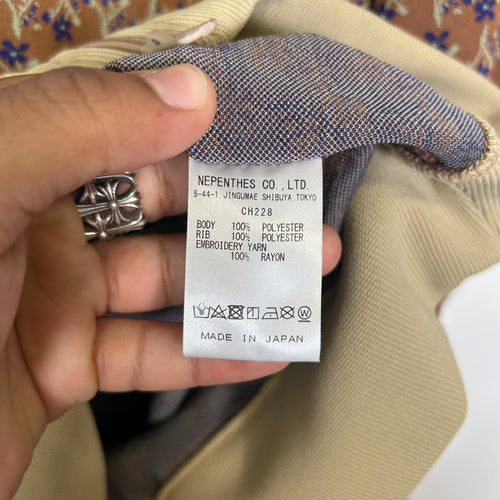 NEPENTHES CO.,LTD.
5-44-1 JINGUMAE SHIBUYA, TOKYO
CH228
BODY 100% POLYESTER
RIB 100% POLYESTER
EMBROIDERY YARN
100% RAYON
MADE IN JAPAN